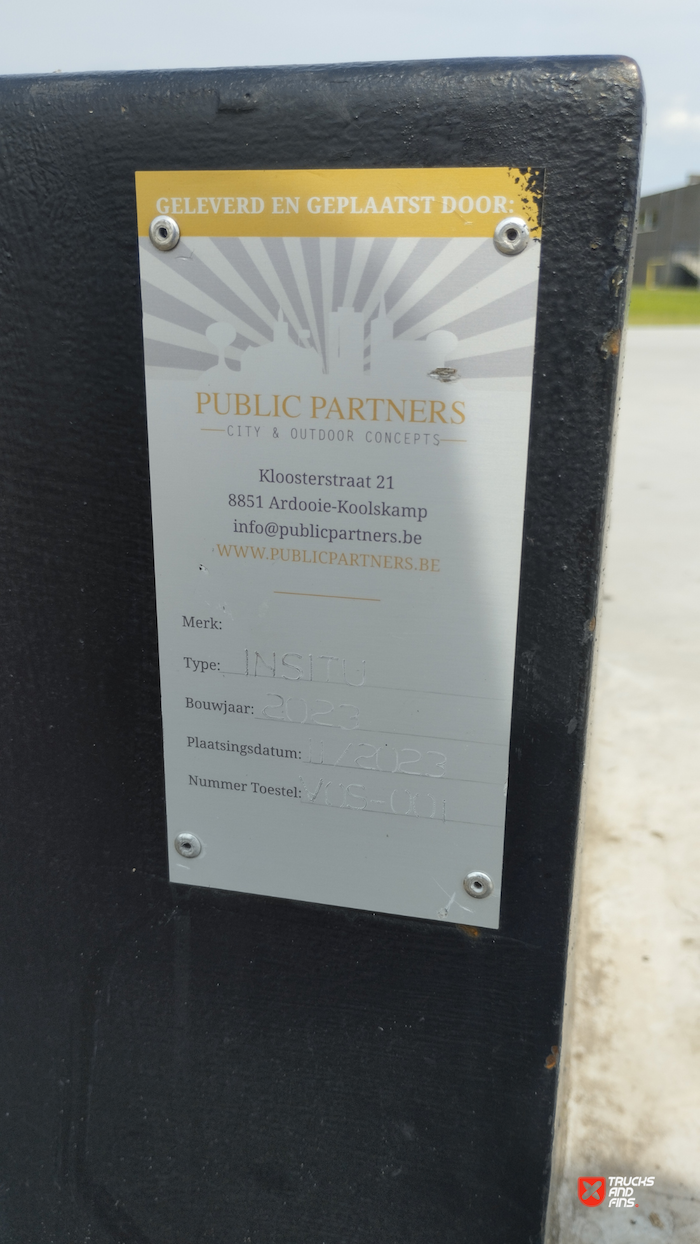 GELEVERD EN GEPLAATST DOOR:
PUBLIC PARTNERS
CITY & OUTDOOR CONCEPTS
Kloosterstraat 21
8851 Ardooie-Koolskamp
info@publicpartners.be
WWW.PUBLICPARTNERS.BE
Merk:
Type: INSITU
Bouwjaar: 2023
Plaatsingsdatum:
Nummer Toestel:
TRUCKS
AND
FINS.